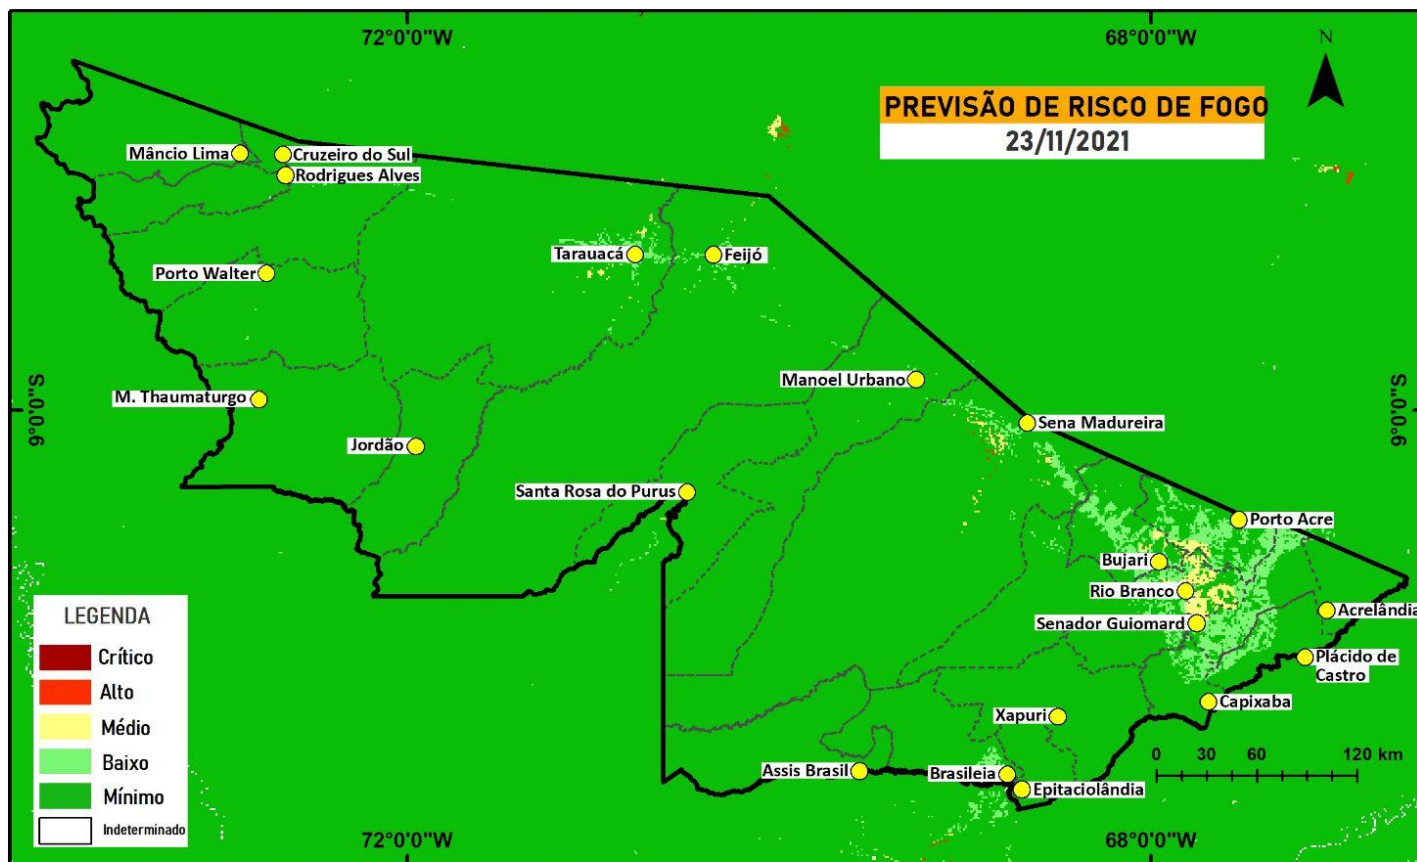 72°0'0"W
68°0'0"W
N
PREVISÃO DE RISCO DE FOGO
23/11/2021
Mâncio Lima
Cruzeiro do Sul
Rodrigues Alves
Tarauacá
Feijó
Porto Walter
Manoel Urbano
M. Thaumaturgo
9°0'0"S
9°0'0"S
Sena Madureira
Jordão
Santa Rosa do Purus
Porto Acre
Bujari
Rio Branco
Acrelândia
Senador Guiomard
Plácido de
Castro
Capixaba
Xapuri
Assis Brasil
Brasileia
Epitaciolândia
LEGENDA
Crítico
Alto
Médio
Baixo
Mínimo
Indeterminado
0 30 60 120 km
72°0'0"W
68°0'0"W